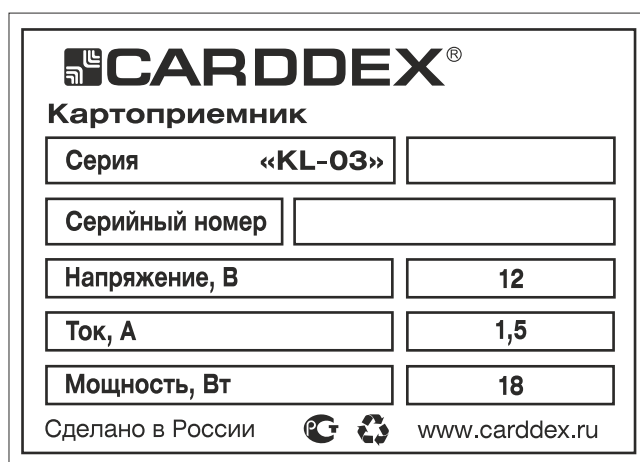 CARDDEX®
Картоприемник
Серия «KL-03»
Серийный номер
Напряжение, В 12
Ток, А 1,5
Мощность, Вт 18
Сделано в России РСТ www.carddex.ru